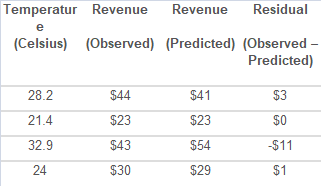 Temperatur Revenue Revenue Residual
e
(Celsius) (Observed) (Predicted) (Observed –
Predicted)
28.2 $44 $41 $3
21.4 $23 $23 $0
32.9 $43 $54 -$11
24 $30 $29 $1